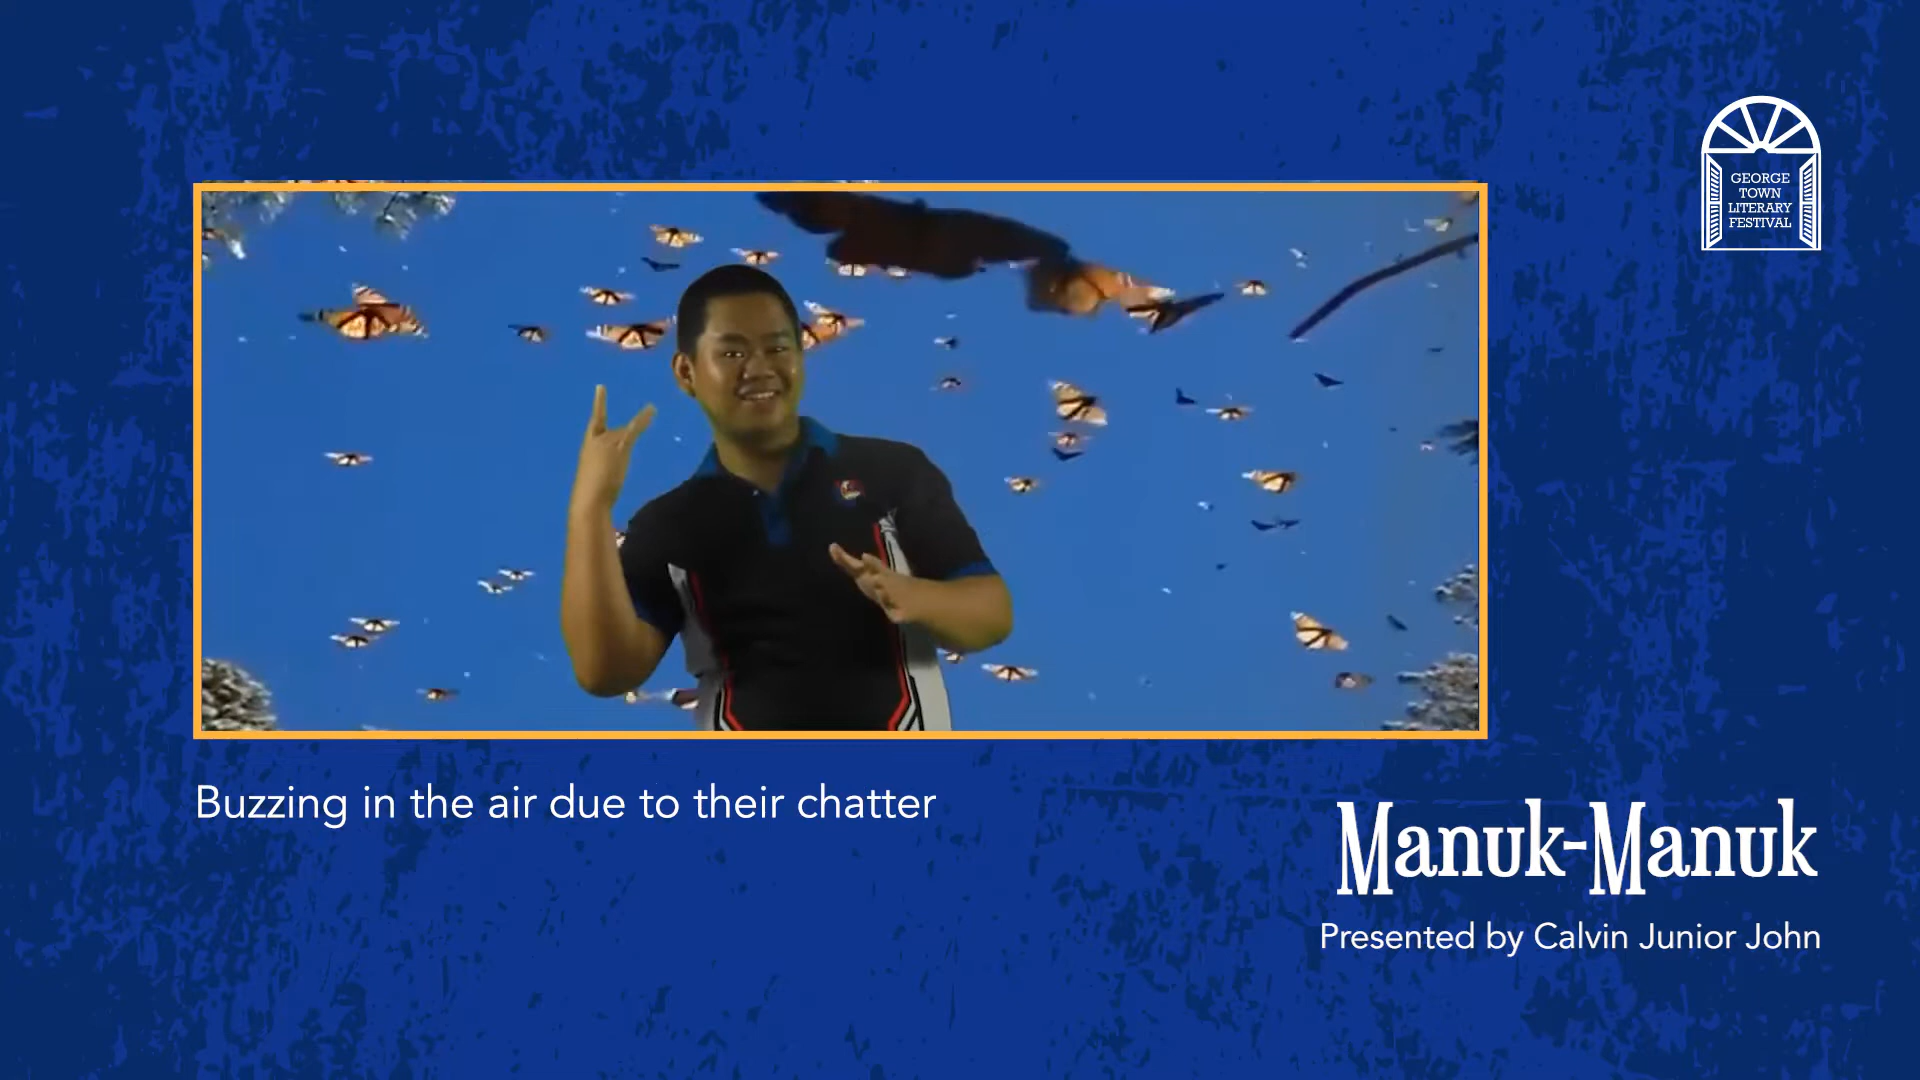 GEORGE
TOWN
LITERARY
FESTIVAL
Buzzing in the air due to their chatter
Manuk-Manuk
Presented by Calvin Junior John